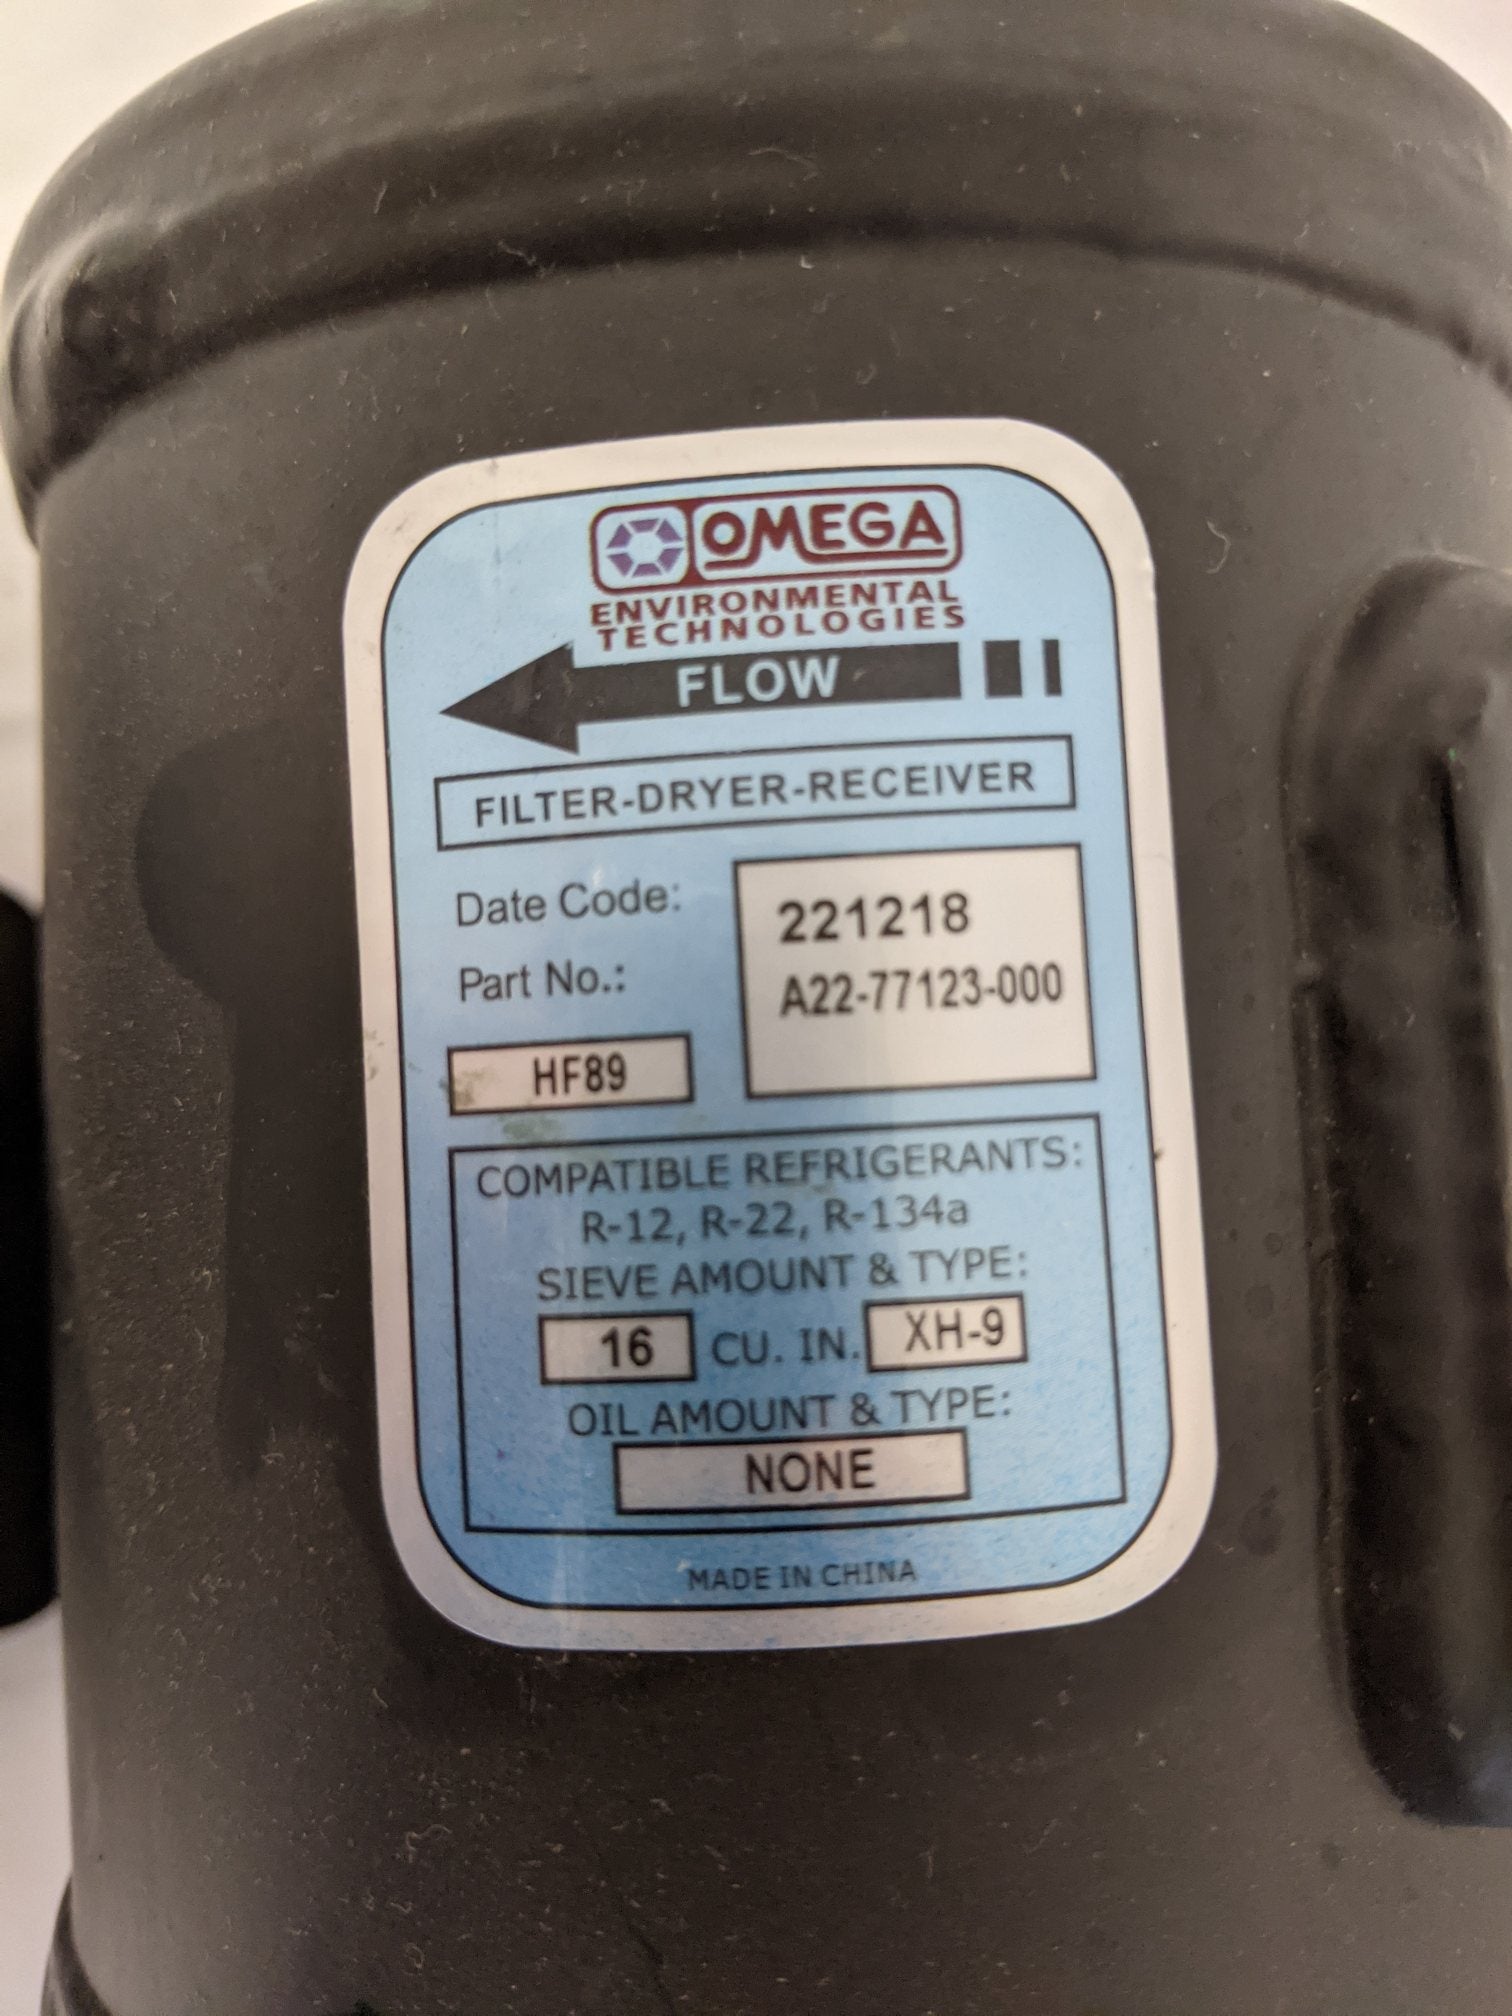 OMEGA
ENVIRONMENTAL
TECHNOLOGIES
FLOW
FILTER-DRYER-RECEIVER
Date Code: 221218
Part No.: A22-77123-000
HF89
COMPATIBLE REFRIGERANTS:
R-12, R-22, R-134a
SIEVE AMOUNT & TYPE:
16 CU. IN. XH-9
OIL AMOUNT & TYPE:
NONE
MADE IN CHINA